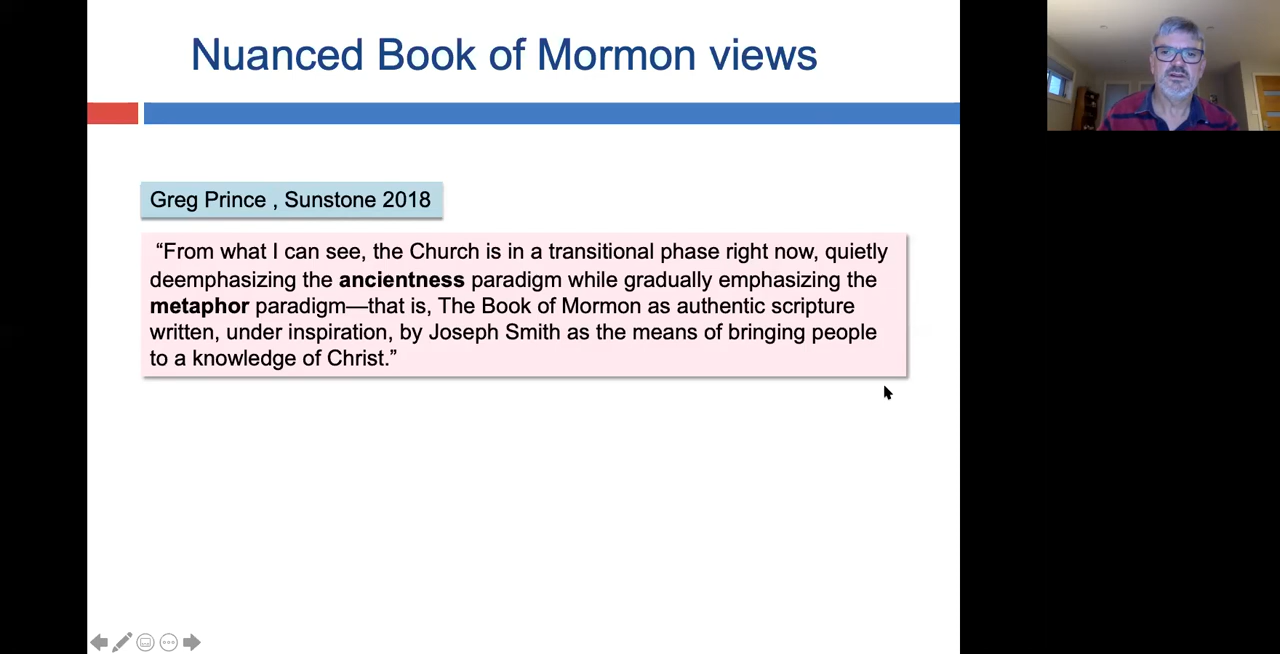 Nuanced Book of Mormon views
Greg Prince , Sunstone 2018
“From what I can see, the Church is in a transitional phase right now, quietly
deemphasizing the ancientness paradigm while gradually emphasizing the
metaphor paradigm—that is, The Book of Mormon as authentic scripture
written, under inspiration, by Joseph Smith as the means of bringing people
to a knowledge of Christ.”